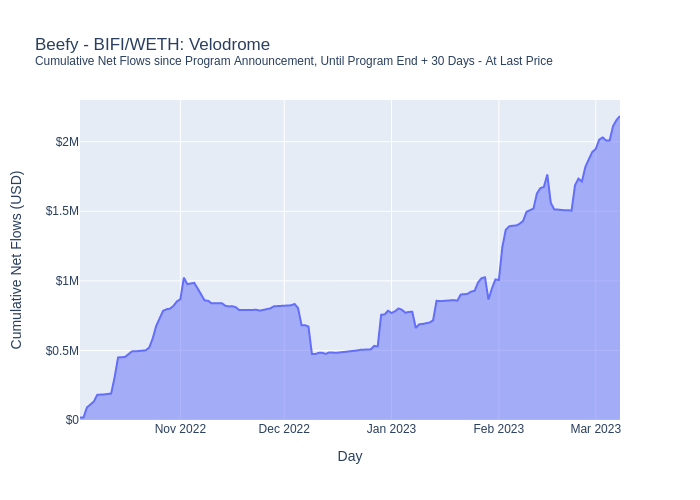 Beefy - BIFI/WETH: Velodrome
Cumulative Net Flows since Program Announcement, Until Program End + 30 Days - At Last Price
Cumulative Net Flows (USD)
$2M
$1.5M
$1M
$0.5M
$0
Nov 2022
Dec 2022
Jan 2023
Feb 2023
Mar 2023
Day